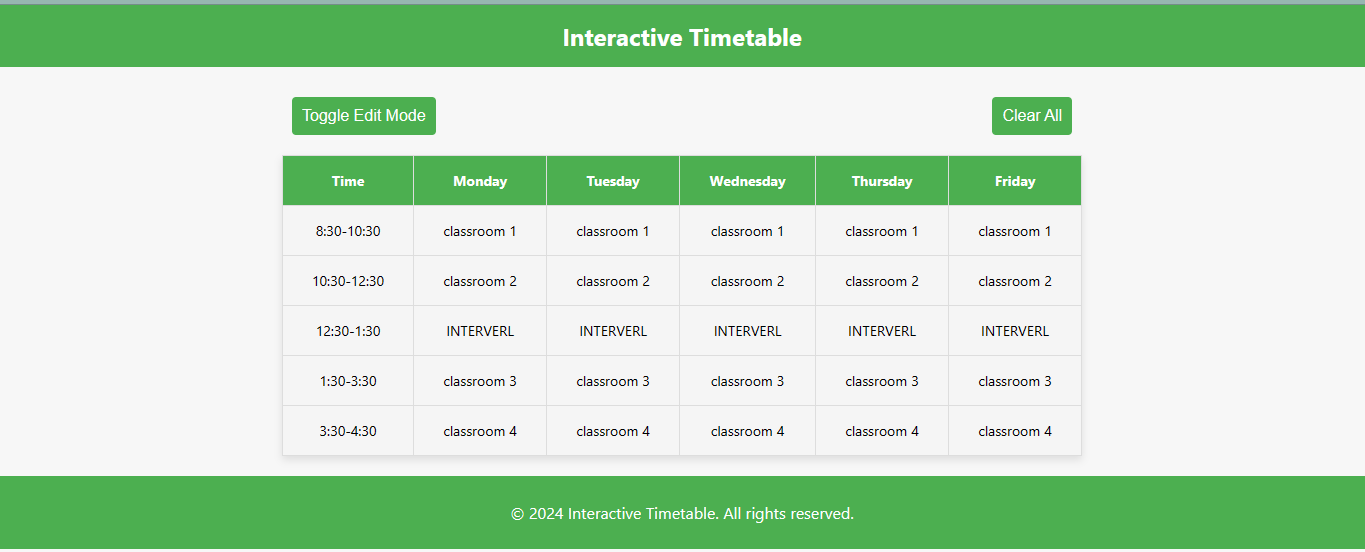 Interactive Timetable
Toggle Edit Mode Clear All
Time Monday Tuesday Wednesday Thursday Friday
8:30-10:30 classroom 1 classroom 1 classroom 1 classroom 1 classroom 1
10:30-12:30 classroom 2 classroom 2 classroom 2 classroom 2 classroom 2
12:30-1:30 INTERVERL INTERVERL INTERVERL INTERVERL INTERVERL
1:30-3:30 classroom 3 classroom 3 classroom 3 classroom 3 classroom 3
3:30-4:30 classroom 4 classroom 4 classroom 4 classroom 4 classroom 4
© 2024 Interactive Timetable. All rights reserved.